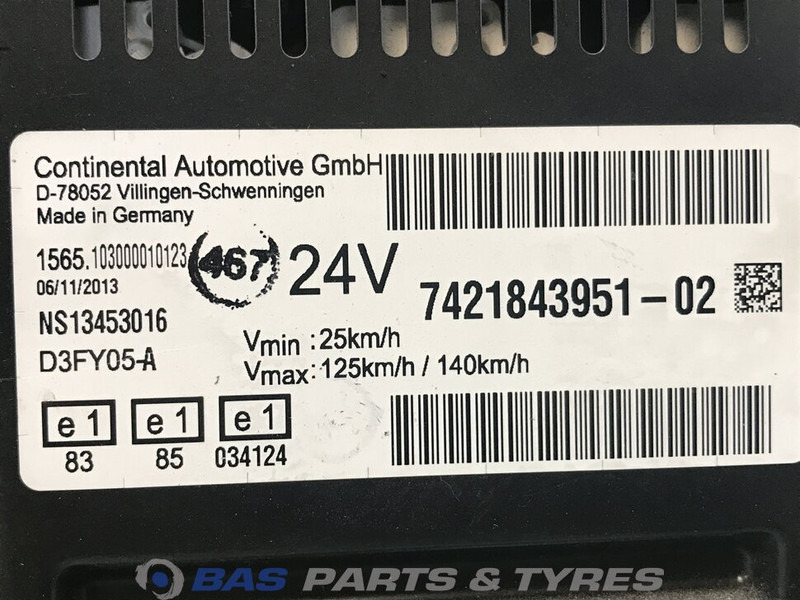 Continental Automotive GmbH
D-78052 Villingen-Schwenningen
Made in Germany
1565.103000010123
467
24V
06/11/2013
7421843951-02
NS13453016
Vmin : 25km/h
D3FY05-A
Vmax: 125km/h / 140km/h
e 1
e 1
e 1
83
85
034124
BAS PARTS & TYRES